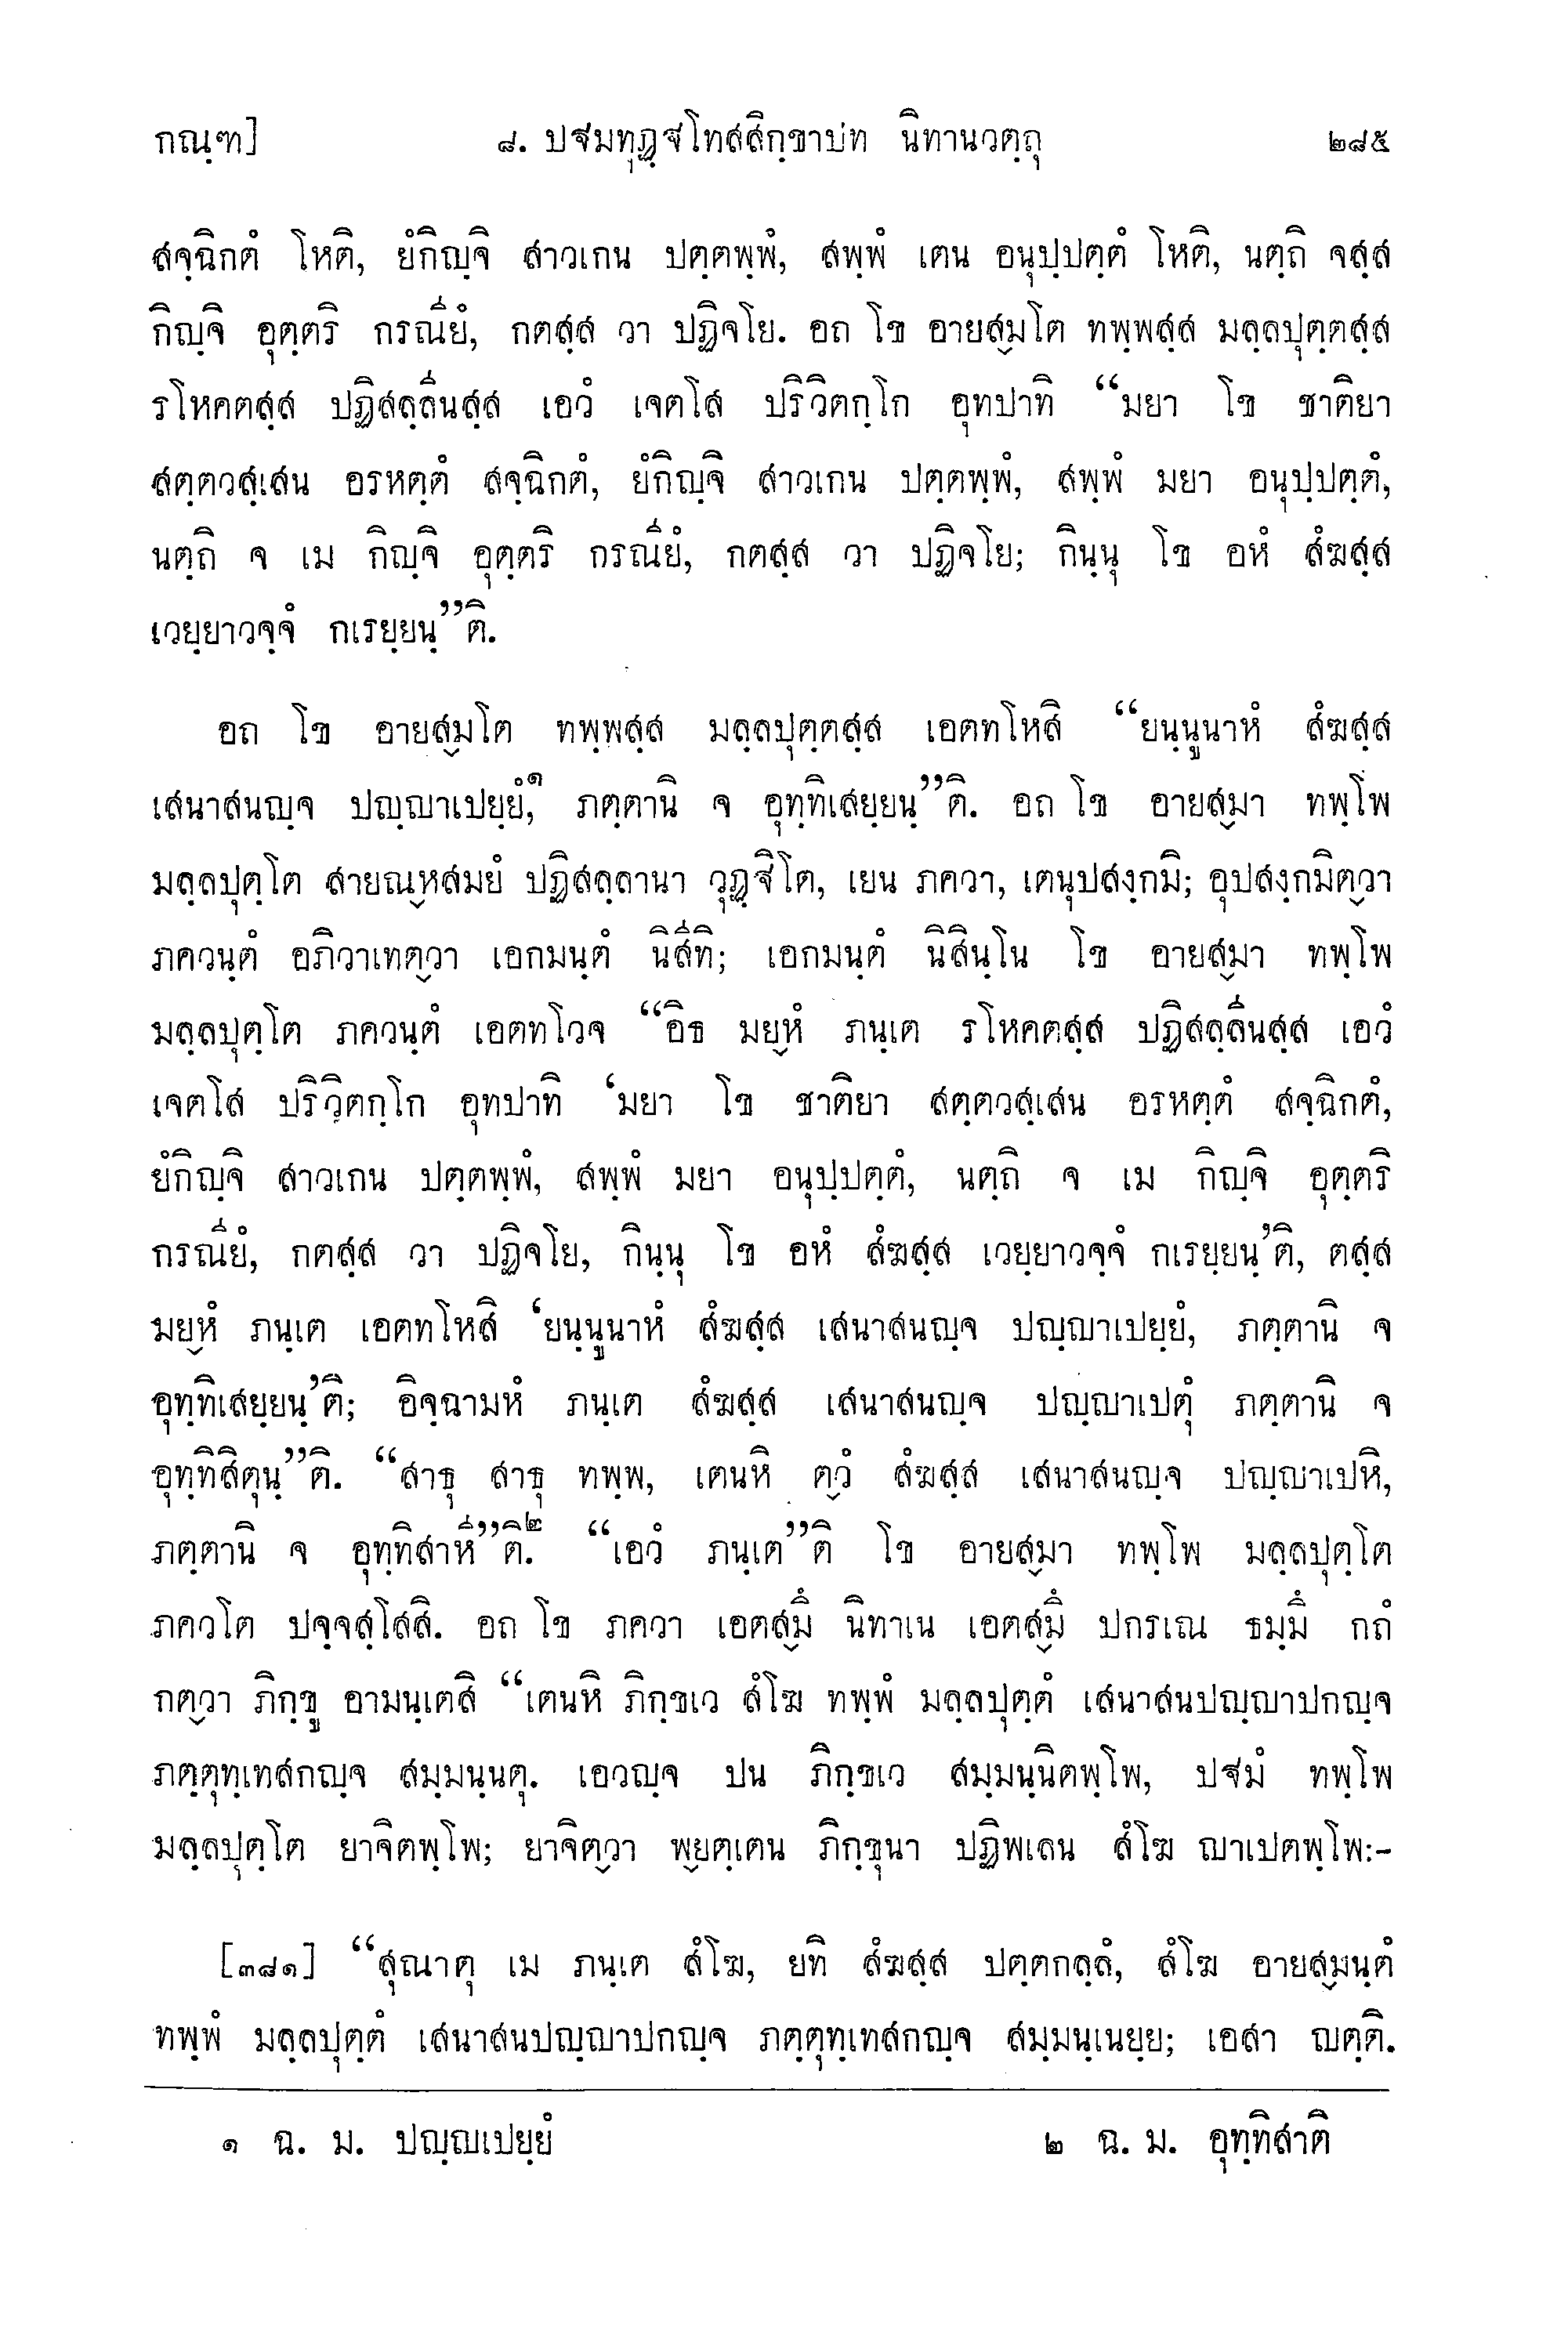 กณฺฑ] ๘. ปฐมทุฏฺฐโทสสิกฺขาบท นิทานวตฺถุ ๒๘๕
สจฺฉิกตํ โหติ, ยํกิญฺจิ สาวเกน ปตฺตพฺพํ, สพฺพํ เตน อนุปฺปตฺตํ โหติ, นตฺถิ จสฺส
กิญฺจิ อุตฺตริ กรณียํ, กตสฺส วา ปฏิจโย. อถ โข อายสฺมโต ทพฺพสฺส มลฺลปุตฺตสฺส
รโหคตสฺส ปฏิสลฺลีนสฺส เอวํ เจตโส ปริวิตกฺโก อุทปาทิ “มยา โข ชาติยา
สตฺตวสฺเสน อรหตฺตํ สจฺฉิกตํ, ยํกิญฺจิ สาวเกน ปตฺตพฺพํ, สพฺพํ มยา อนุปฺปตฺตํ,
นตฺถิ จ เม กิญฺจิ อุตฺตริ กรณียํ, กตสฺส วา ปฏิจโย; กินฺนุ โข อหํ สํฆสฺส
เวยฺยาวจฺจํ กเรยฺยนฺ”ติ.
อถ โข อายสฺมโต ทพฺพสฺส มลฺลปุตฺตสฺส เอตทโหสิ “ยนฺนูนาหํ สํฆสฺส
เสนาสนญฺจ ปญฺญาเปยฺยํ,๑ ภตฺตานิ จ อุทฺทิเสยฺยนฺ”ติ. อถ โข อายสฺมา ทพฺโพ
มลฺลปุตฺโต สายณฺหสมยํ ปฏิสลฺลานา วุฏฺฐิโต, เยน ภควา, เตนุปสงฺกมิ; อุปสงฺกมิตฺวา
ภควนฺตํ อภิวาเทตฺวา เอกมนฺตํ นิสีทิ; เอกมนฺตํ นิสินฺโน โข อายสฺมา ทพฺโพ
มลฺลปุตฺโต ภควนฺตํ เอตทโวจ “อิธ มยฺหํ ภนฺเต รโหคตสฺส ปฏิสลฺลีนสฺส เอวํ
เจตโส ปริวิตกฺโก อุทปาทิ ‘มยา โข ชาติยา สตฺตวสฺเสน อรหตฺตํ สจฺฉิกตํ,
ยํกิญฺจิ สาวเกน ปตฺตพฺพํ, สพฺพํ มยา อนุปฺปตฺตํ, นตฺถิ จ เม กิญฺจิ อุตฺตริ
กรณียํ, กตสฺส วา ปฏิจโย, กินฺนุ โข อหํ สํฆสฺส เวยฺยาวจฺจํ กเรยฺยนฺ’ติ, ตสฺส
มยฺหํ ภนฺเต เอตทโหสิ ‘ยนฺนูนาหํ สํฆสฺส เสนาสนญฺจ ปญฺญาเปยฺยํ, ภตฺตานิ จ
อุทฺทิเสยฺยนฺ’ติ; อิจฺฉามหํ ภนฺเต สํฆสฺส เสนาสนญฺจ ปญฺญาเปตุํ ภตฺตานิ จ
อุทฺทิสิตุนฺ”ติ. “สาธุ สาธุ ทพฺพ, เตนหิ ตฺวํ สํฆสฺส เสนาสนญฺจ ปญฺญาเปหิ,
ภตฺตานิ จ อุทฺทิสาหี”ติ.๒ “เอวํ ภนฺเต”ติ โข อายสฺมา ทพฺโพ มลฺลปุตฺโต
ภควโต ปจฺจสฺโสสิ. อถ โข ภควา เอตสฺมึ นิทาเน เอตสฺมึ ปกรเณ ธมฺมึ กถํ
กตฺวา ภิกฺขู อามนฺเตสิ “เตนหิ ภิกฺขเว สํโฆ ทพฺพํ มลฺลปุตฺตํ เสนาสนปญฺญาปกญฺจ
ภตฺตุทฺเทสกญฺจ สมฺมนฺนตุ. เอวญฺจ ปน ภิกฺขเว สมฺมนฺนิตพฺโพ, ปฐมํ ทพฺโพ
มลฺลปุตฺโต ยาจิตพฺโพ; ยาจิตฺวา พฺยตฺเตน ภิกฺขุนา ปฏิพเลน สํโฆ ญาเปตพฺโพ:-
[๓๘๑] “สุณาตุ เม ภนฺเต สํโฆ, ยทิ สํฆสฺส ปตฺตกลฺลํ, สํโฆ อายสฺมนฺตํ
ทพฺพํ มลฺลปุตฺตํ เสนาสนปญฺญาปกญฺจ ภตฺตุทฺเทสกญฺจ สมฺมนฺเนยฺย; เอสา ญตฺติ.
๑ ฉ. ม. ปญฺญเปยฺยํ ๒ ฉ. ม. อุทฺทิสาติ